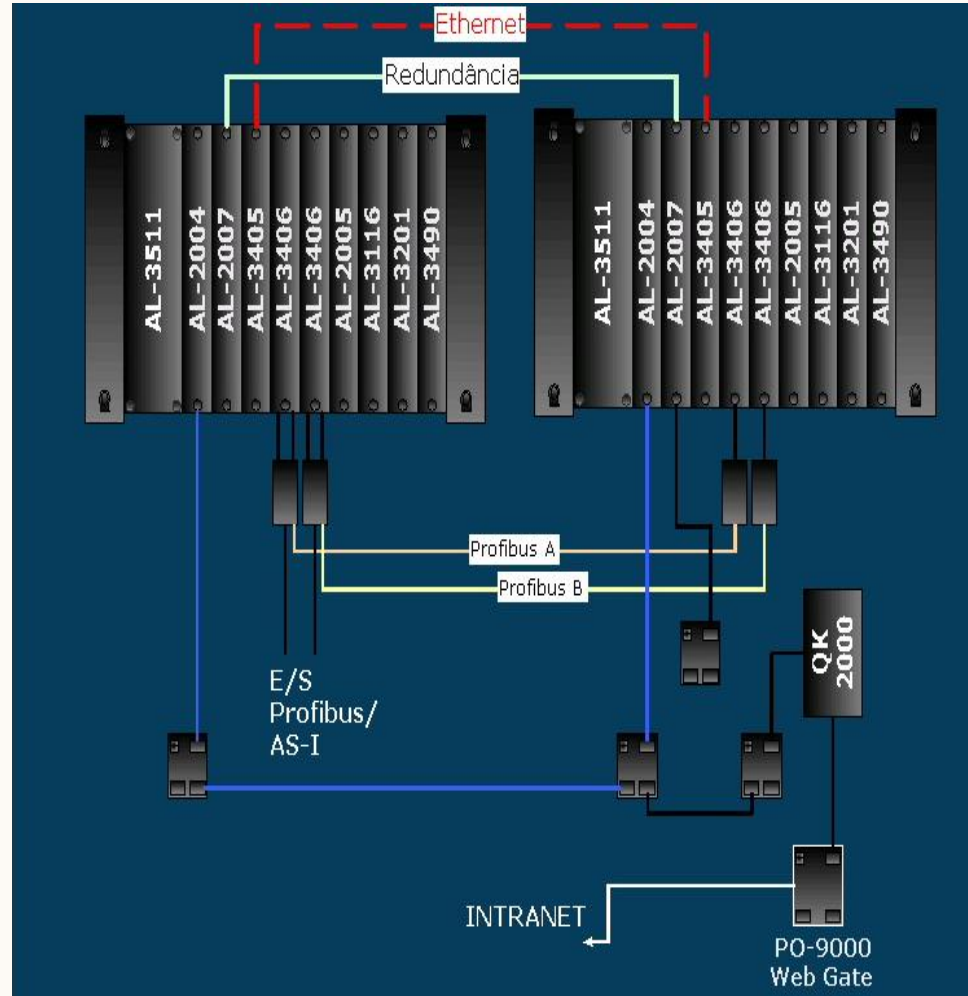 Ethernet
Redundância
AL-3511
AL-2004
AL-2007
AL-3405
AL-3406
AL-3406
AL-2005
AL-3116
AL-3201
AL-3490
AL-3511
AL-2004
AL-2007
AL-3405
AL-3406
AL-3406
AL-2005
AL-3116
AL-3201
AL-3490
Profibus A
Profibus B
E/S
Profibus/
AS-I
QK
2000
INTRANET
PO-9000
Web Gate